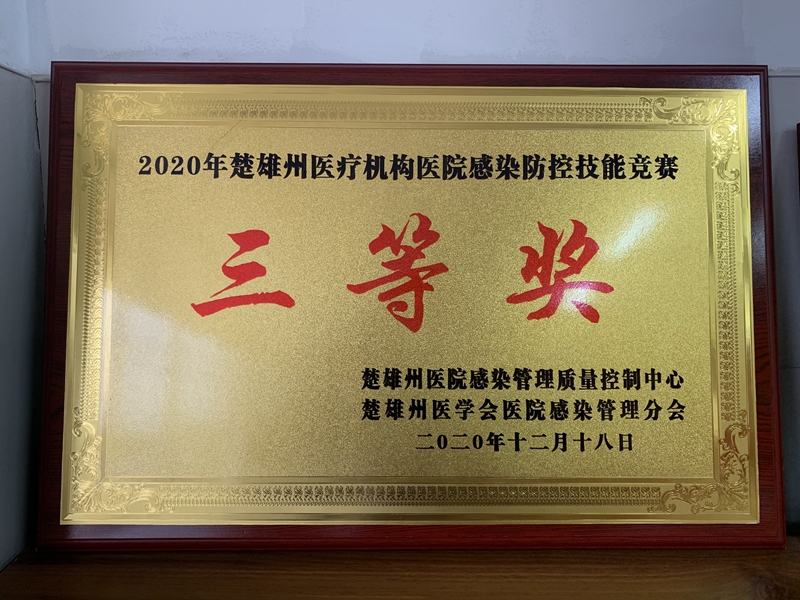 2020年楚雄州医疗机构医院感染防控技能竞赛
三等奖
楚雄州医院感染管理质量控制中心
楚雄州医学会医院感染管理分会
二0二0年十二月十八日